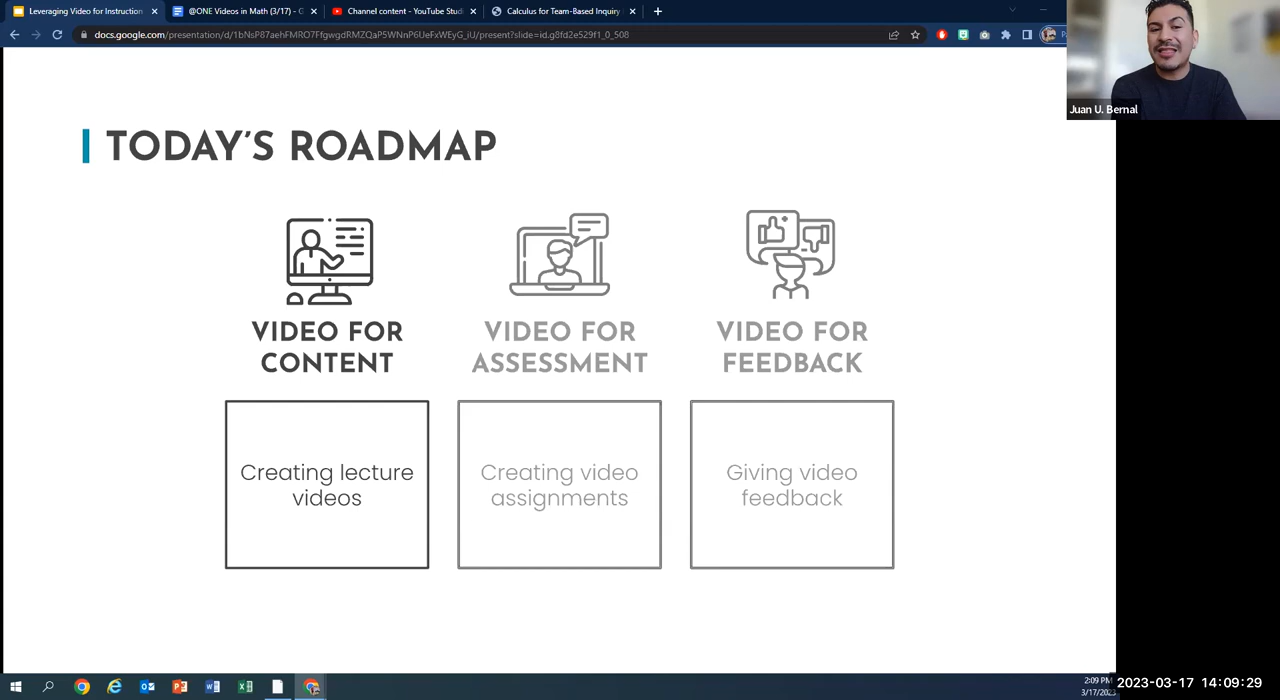 Leveraging Video for Instruction
@ONE Videos in Math (3/17) - G
Channel content - YouTube Stud
Calculus for Team-Based Inquiry
docs.google.com/presentation/d/1bNsP87aehFMRO7FfgwgdRMZQaP5WNnP6UeFxWEyG_iU/present?slide=id.g8fd2e529f1_0_508
Juan U. Bernal
TODAY'S ROADMAP
VIDEO FOR
CONTENT
VIDEO FOR
ASSESSMENT
VIDEO FOR
FEEDBACK
Creating lecture
videos
Creating video
assignments
Giving video
feedback
2:09 PM
3/17/2023
2023-03-17 14:09:29